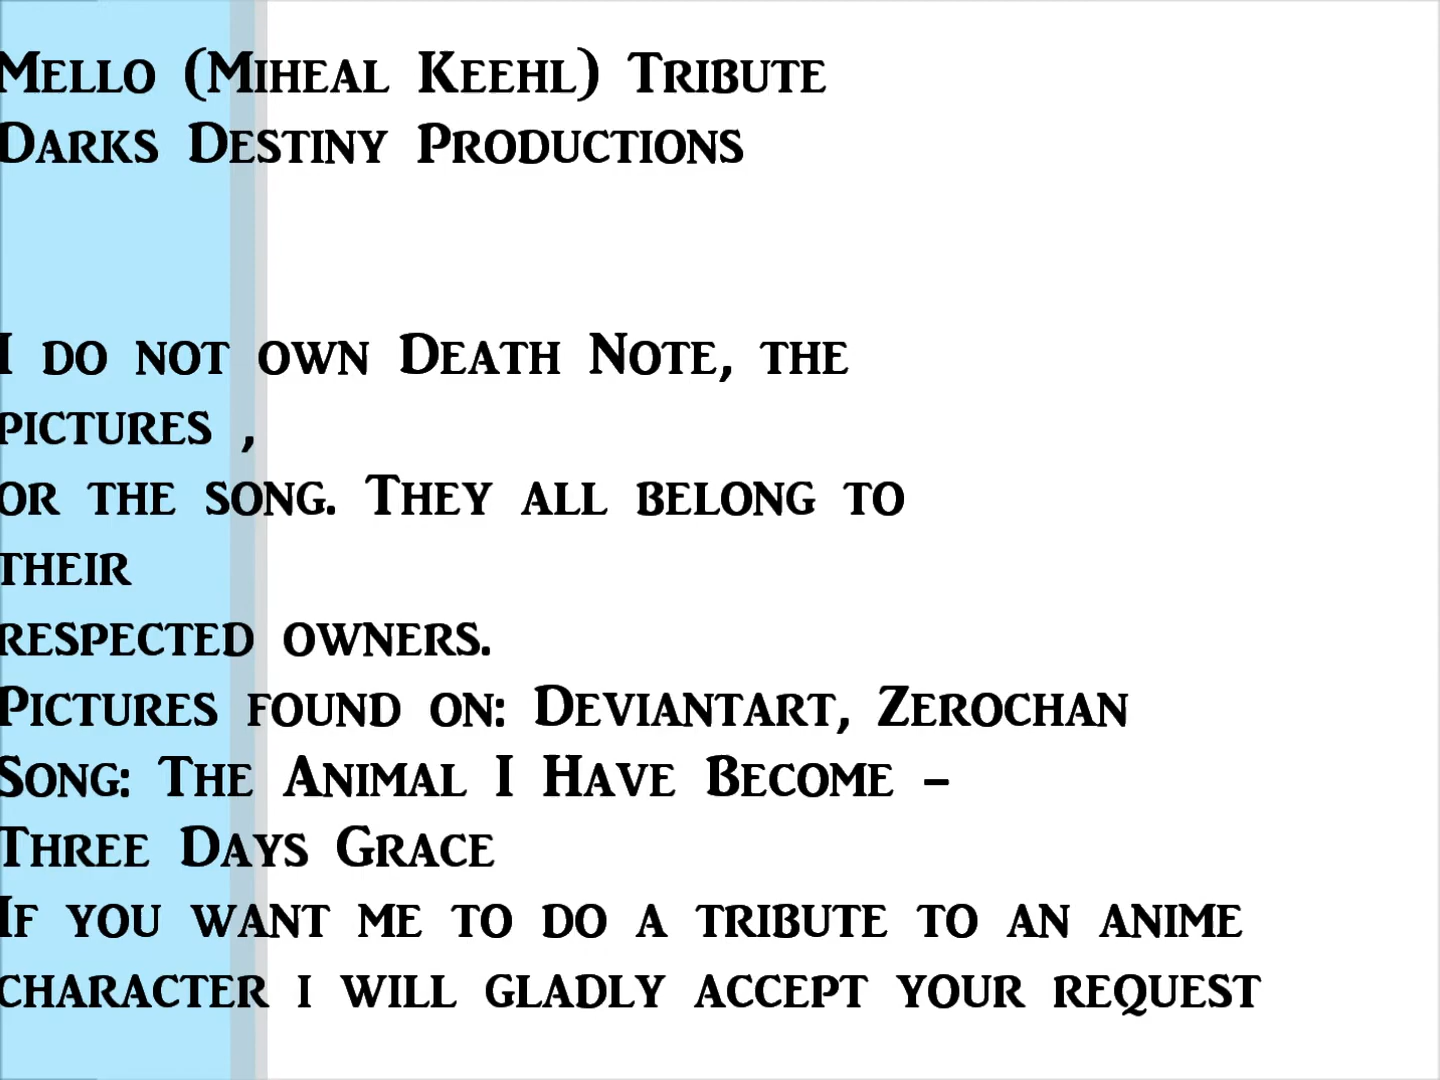 Mello (Miheal Keehl) Tribute
Darks Destiny Productions
I do not own Death Note, the
pictures ,
or the song. They all belong to
their
respected owners.
Pictures found on: Deviantart, Zerochan
Song: The Animal I Have Become –
Three Days Grace
If you want me to do a tribute to an anime
character i will gladly accept your request